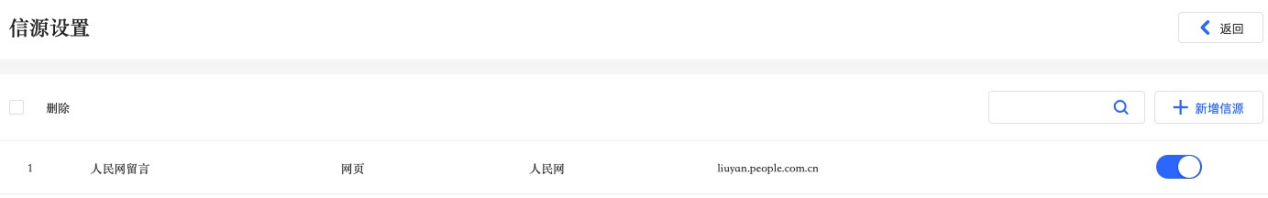 信源设置
返回
删除
新增信源
1 人民网留言 网页 人民网 liuyan.people.com.cn